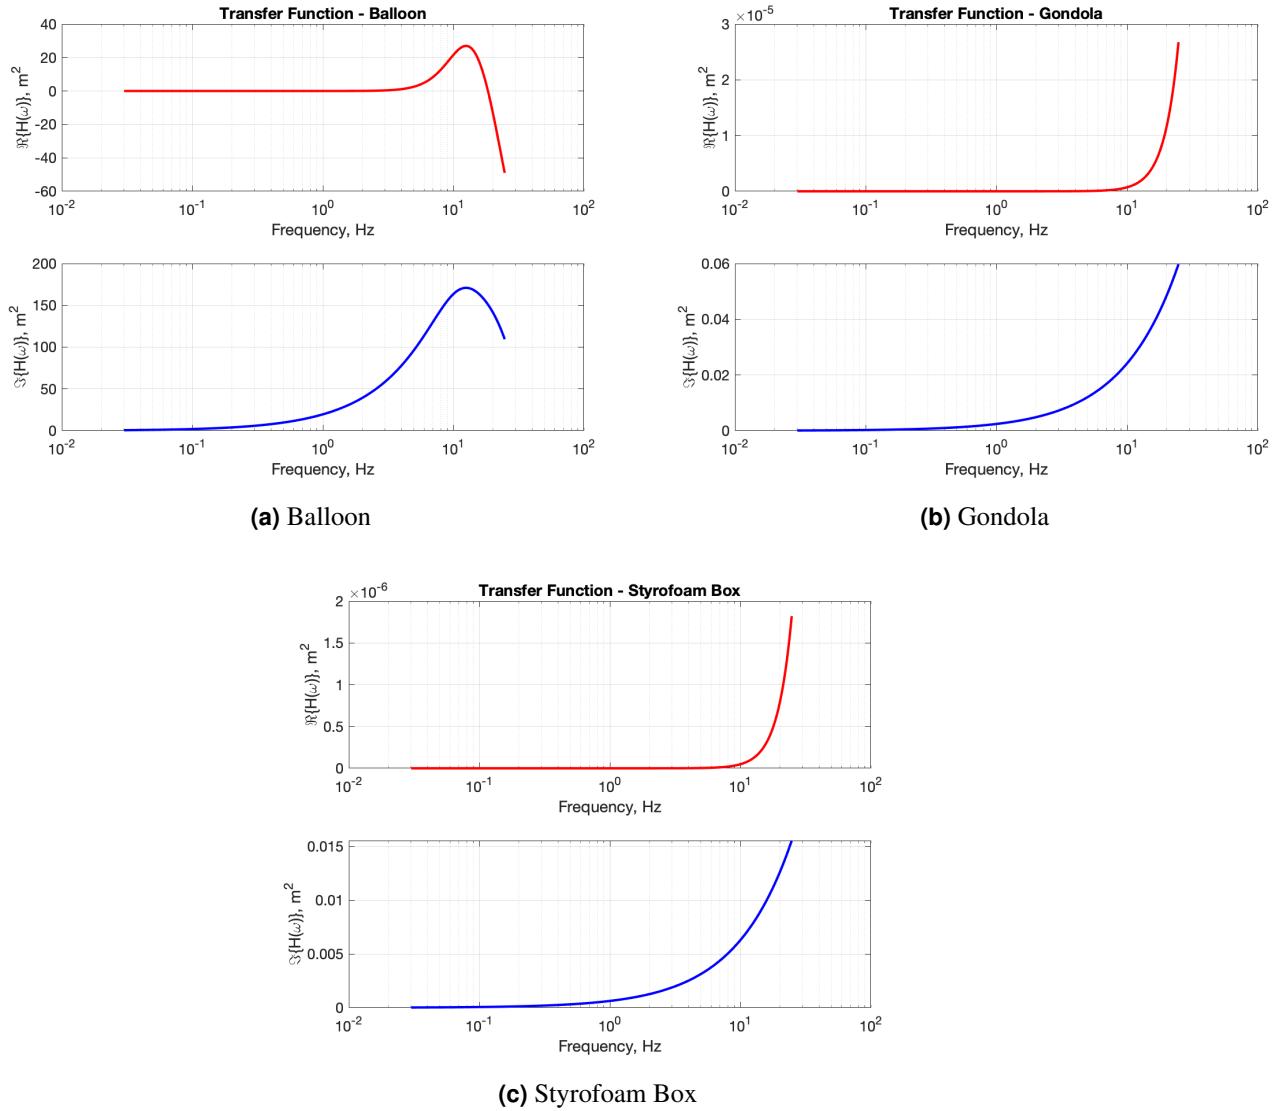 Transfer Function - Balloon
40
20
0
-20
-40
-60
ℜ{H(ω)}, m²
10⁻² 10⁻¹ 10⁰ 10¹ 10²
Frequency, Hz
200
150
100
50
0
ℑ{H(ω)}, m²
10⁻² 10⁻¹ 10⁰ 10¹ 10²
Frequency, Hz
(a) Balloon
×10⁻⁵
Transfer Function - Gondola
3
2
1
0
ℜ{H(ω)}, m²
10⁻² 10⁻¹ 10⁰ 10¹ 10²
Frequency, Hz
0.06
0.04
0.02
0
ℑ{H(ω)}, m²
10⁻² 10⁻¹ 10⁰ 10¹ 10²
Frequency, Hz
(b) Gondola
×10⁻⁶
Transfer Function - Styrofoam Box
2
1.5
1
0.5
0
ℜ{H(ω)}, m²
10⁻² 10⁻¹ 10⁰ 10¹ 10²
Frequency, Hz
0.015
0.01
0.005
0
ℑ{H(ω)}, m²
10⁻² 10⁻¹ 10⁰ 10¹ 10²
Frequency, Hz
(c) Styrofoam Box